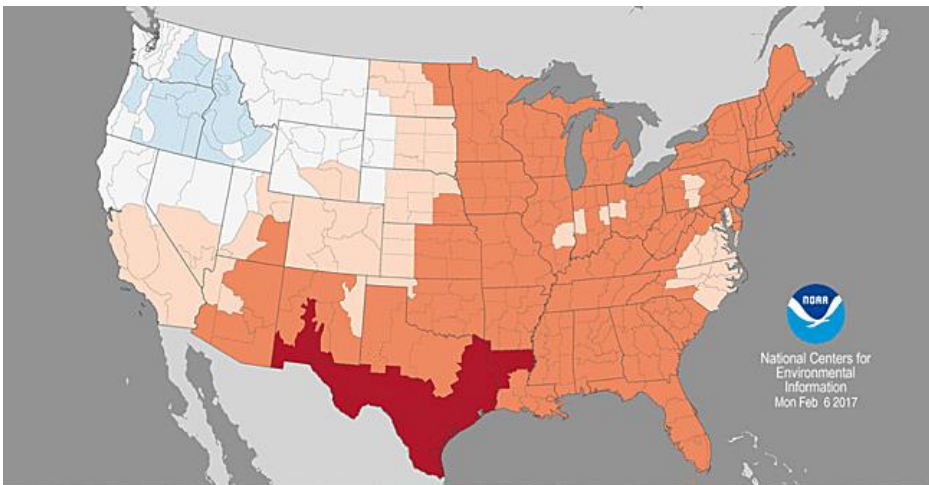 NOAA
National Centers for
Environmental
Information
Mon Feb 6 2017